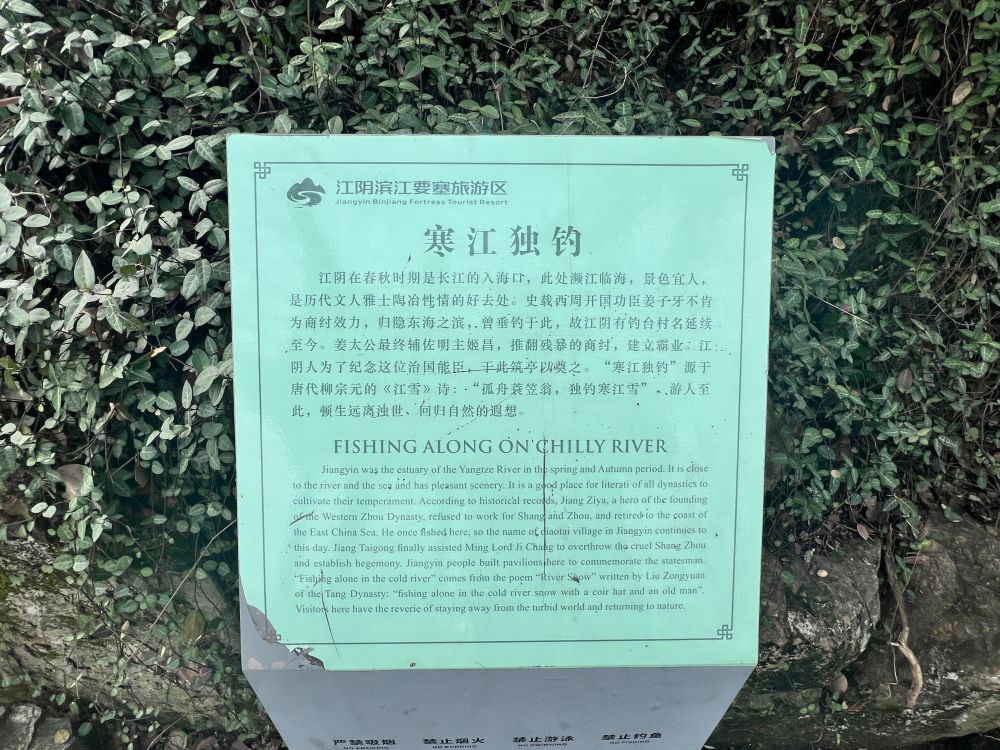 江阴滨江要塞旅游区
Jiangyin Binjiang Fortress Tourist Resort
寒江独钓
江阴在春秋时期是长江的入海口，此处濒江临海，景色宜人，
是历代文人雅士陶冶性情的好去处。史载西周开国功臣姜子牙不肯
为商纣效力，归隐东海之滨，曾垂钓于此，故江阴有钓台村名延续
至今。姜太公最终辅佐明主姬昌，推翻残暴的商纣，建立霸业。江
阴人为了纪念这位治国能臣，于此筑亭以奠之。“寒江独钓”源于
唐代柳宗元的《江雪》诗：“孤舟蓑笠翁，独钓寒江雪”。游人至
此，顿生远离浊世、回归自然的遐想。
FISHING ALONG ON CHILLY RIVER
Jiangyin was the estuary of the Yangtze River in the spring and Autumn period. It is close
to the river and the sea and has pleasant scenery. It is a good place for literati of all dynasties to
cultivate their temperament. According to historical records, Jiang Ziya, a hero of the founding
of the Western Zhou Dynasty, refused to work for Shang and Zhou, and retired to the coast of
the East China Sea. He once fished here, so the name of diaotai village in Jiangyin continues to
this day. Jiang Taigong finally assisted Ming Lord Ji Chang to overthrow the cruel Shang Zhou
and establish hegemony. Jiangyin people built pavilions here to commemorate the statesman.
“Fishing alone in the cold river” comes from the poem “River Snow” written by Liu Zongyuan
of the Tang Dynasty: “fishing alone in the cold river snow with a coir hat and an old man”.
Visitors here have the reverie of staying away from the turbid world and returning to nature.
严禁吸烟 禁止烟火 禁止游泳 禁止钓鱼
NO SMOKING NO BURNING NO SWIMMING NO FISHING